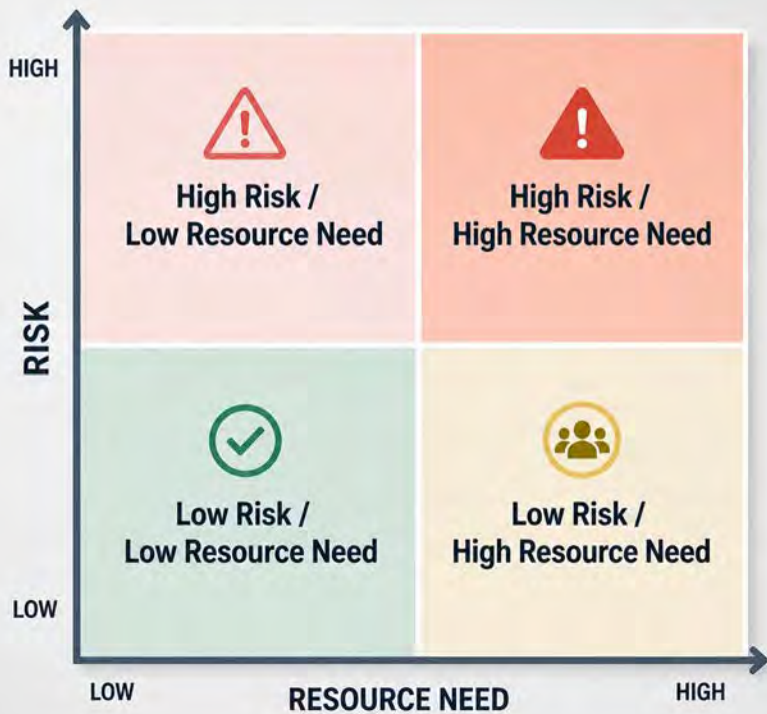 HIGH
High Risk /
Low Resource Need
High Risk /
High Resource Need
RISK
Low Risk /
Low Resource Need
Low Risk /
High Resource Need
LOW
LOW
RESOURCE NEED
HIGH